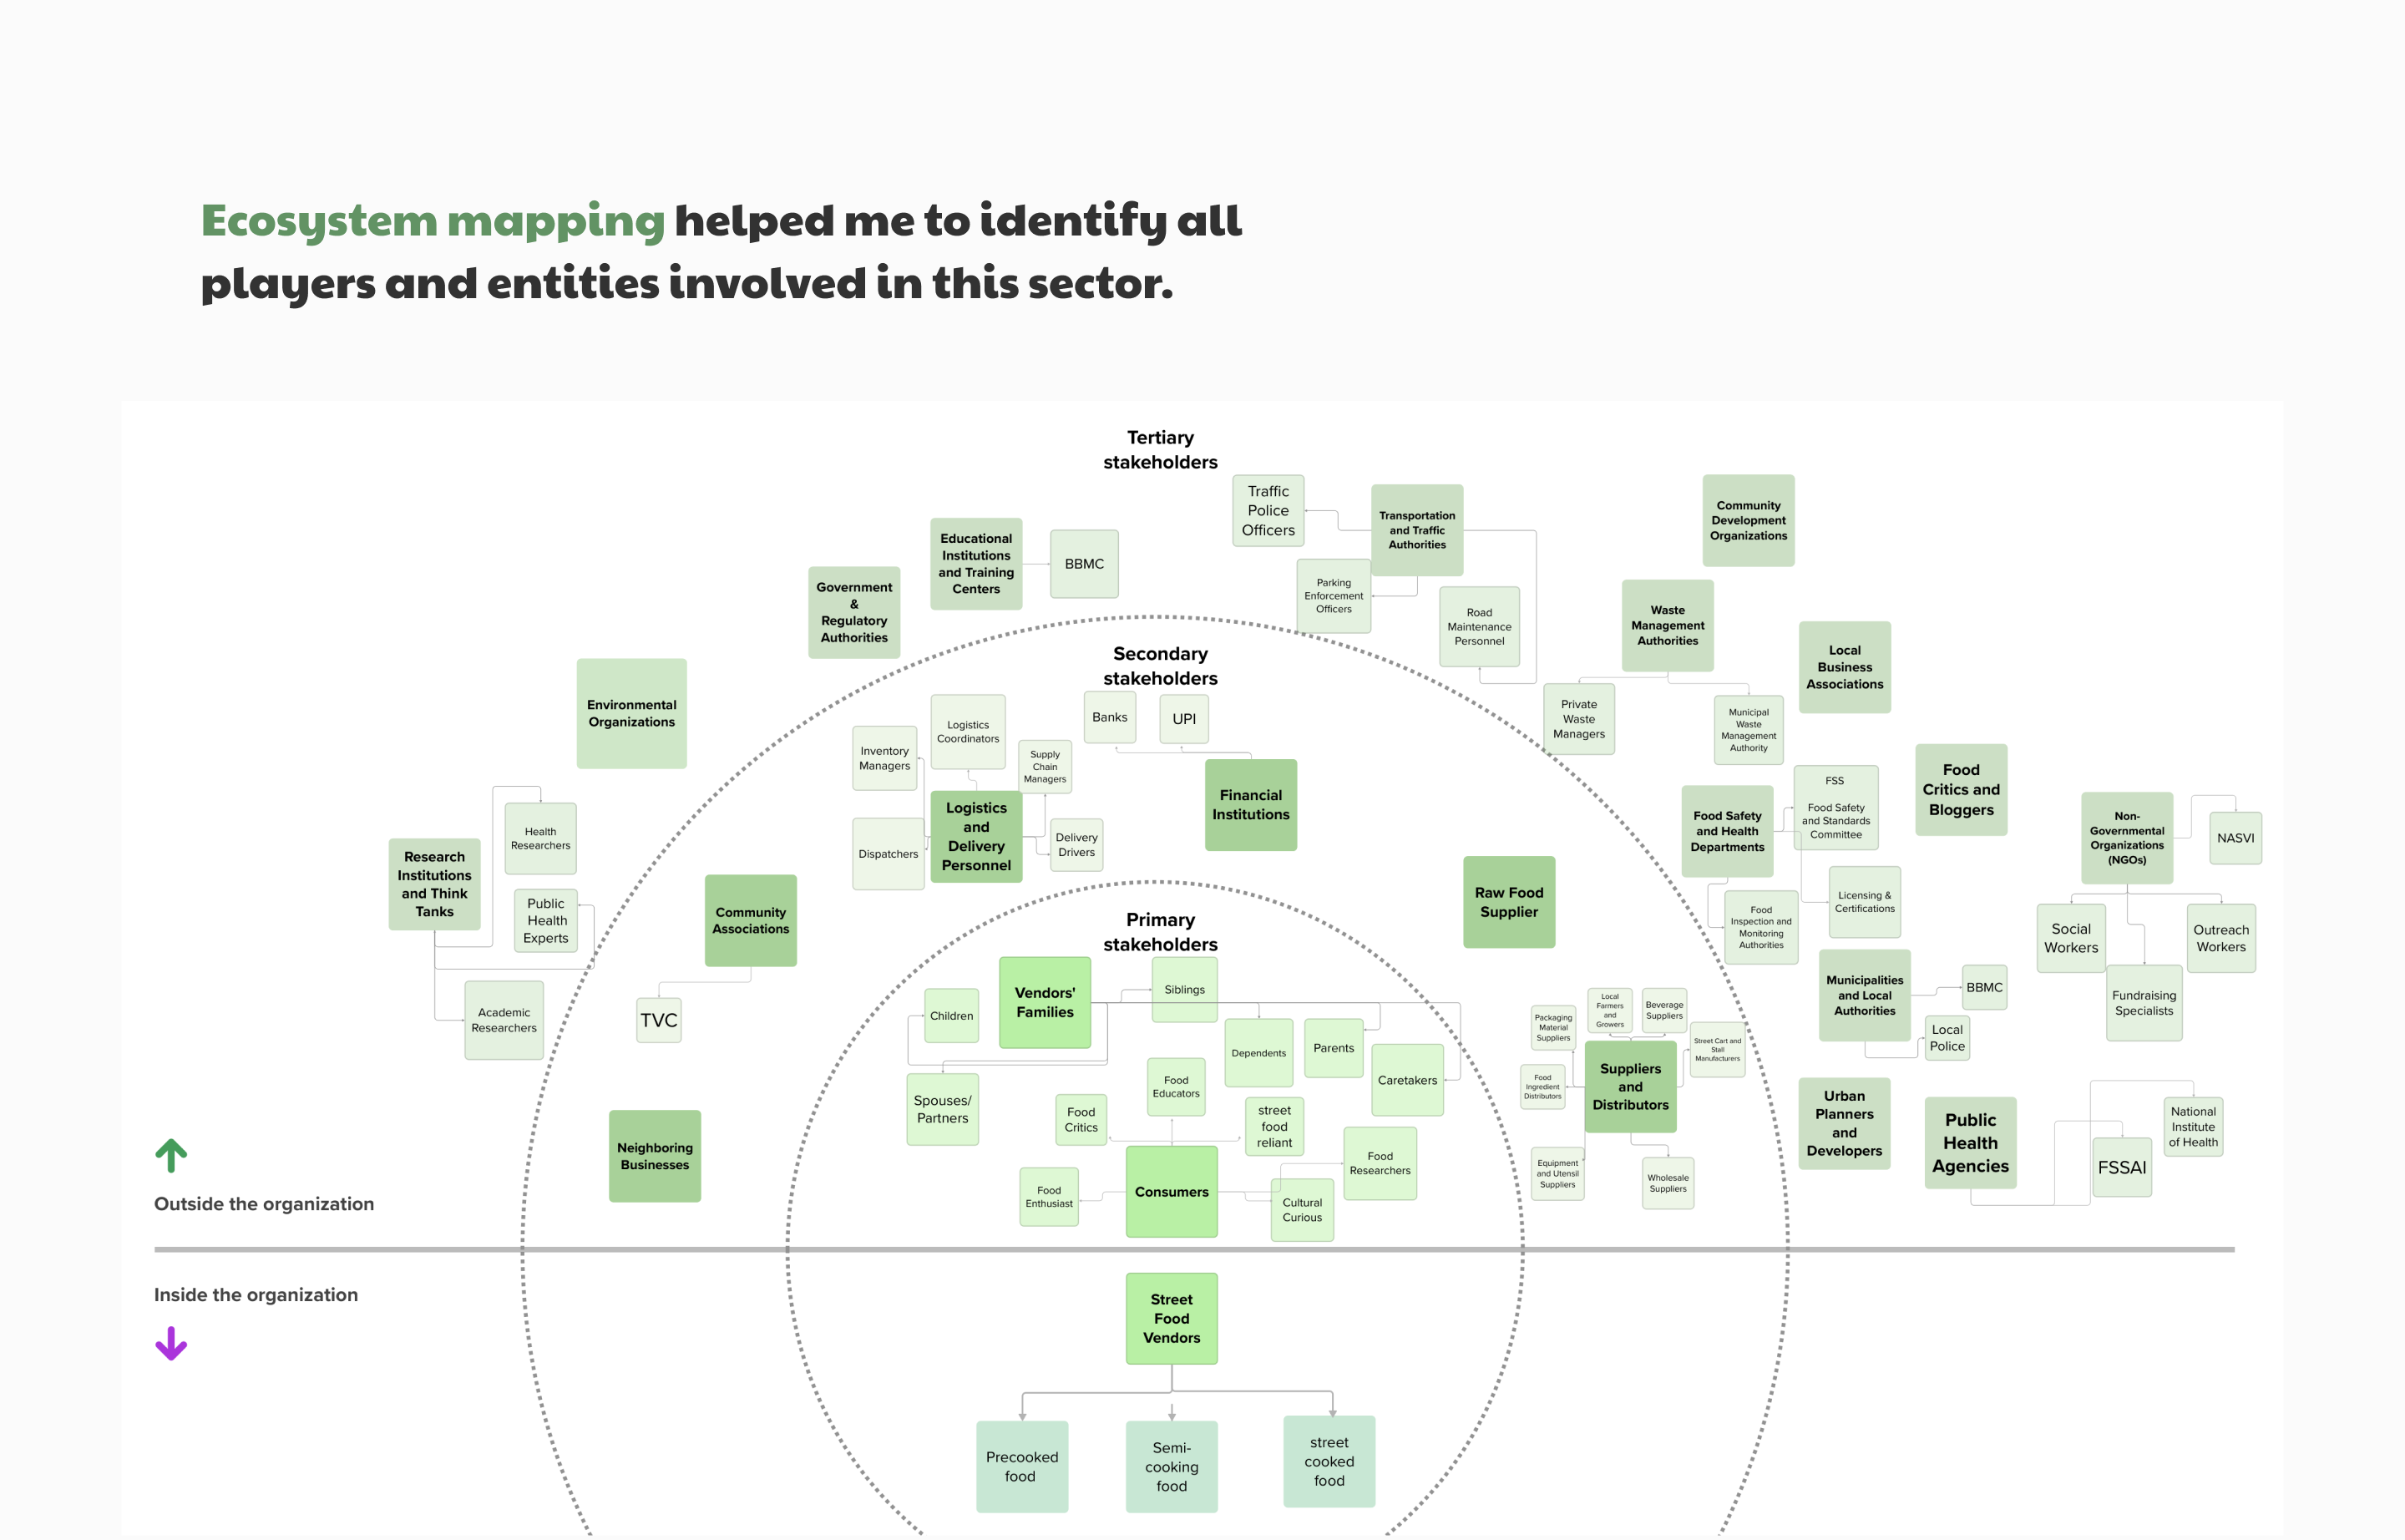 Ecosystem mapping helped me to identify all
players and entities involved in this sector.
Tertiary
stakeholders
Traffic
Police
Officers
Transportation
and Traffic
Authorities
Parking
Enforcement
Officers
Road
Maintenance
Personnel
Community
Development
Organizations
Educational
Institutions
and Training
Centers
BBMC
Government
&
Regulatory
Authorities
Waste
Management
Authorities
Private
Waste
Managers
Municipal
Waste
Management
Authority
Local
Business
Associations
Environmental
Organizations
Secondary
stakeholders
Logistics
Coordinators
Inventory
Managers
Supply
Chain
Managers
Banks
UPI
Logistics
and
Delivery
Personnel
Dispatchers
Delivery
Drivers
Financial
Institutions
Food
Critics and
Bloggers
FSS
Food Safety
and Standards
Committee
Food Safety
and Health
Departments
Licensing &
Certifications
Food
Inspection and
Monitoring
Authorities
Non-
Governmental
Organizations
(NGOs)
NASVI
Social
Workers
Outreach
Workers
Fundraising
Specialists
Health
Researchers
Research
Institutions
and Think
Tanks
Public
Health
Experts
Academic
Researchers
Community
Associations
TVC
Raw Food
Supplier
Municipalities
and Local
Authorities
BBMC
Local
Police
Primary
stakeholders
Vendors'
Families
Siblings
Children
Dependents
Parents
Caretakers
Spouses/
Partners
Food
Educators
Food
Critics
street
food
reliant
Food
Researchers
Food
Enthusiast
Consumers
Cultural
Curious
Local
Farmers
and
Growers
Beverage
Suppliers
Packaging
Material
Suppliers
Street Cart and
Stall
Manufacturers
Food
Ingredient
Distributors
Suppliers
and
Distributors
Equipment
and Utensil
Suppliers
Wholesale
Suppliers
Urban
Planners
and
Developers
Public
Health
Agencies
National
Institute
of Health
FSSAI
Neighboring
Businesses
Outside the organization
Inside the organization
Street
Food
Vendors
Precooked
food
Semi-
cooking
food
street
cooked
food